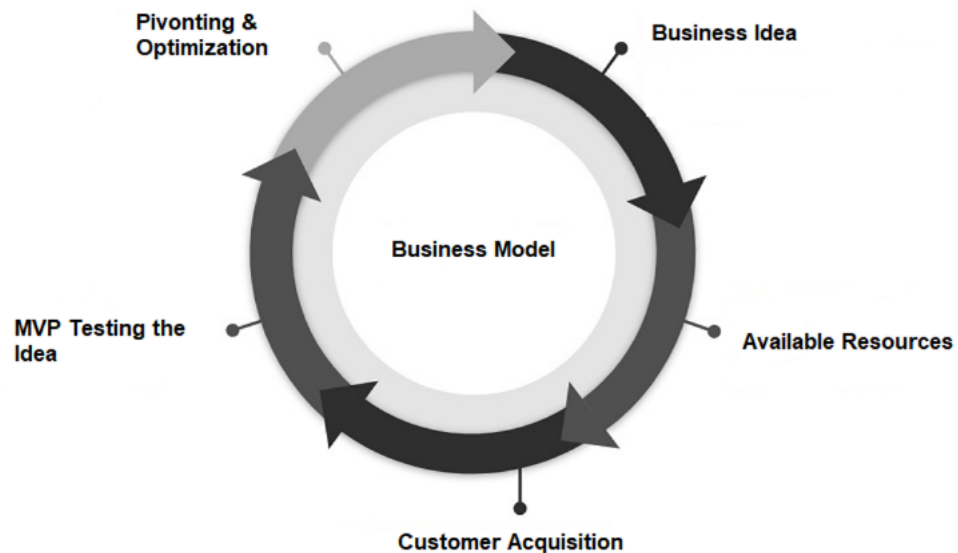 Pivonting &
Optimization
Business Idea
Business Model
MVP Testing the
Idea
Available Resources
Customer Acquisition